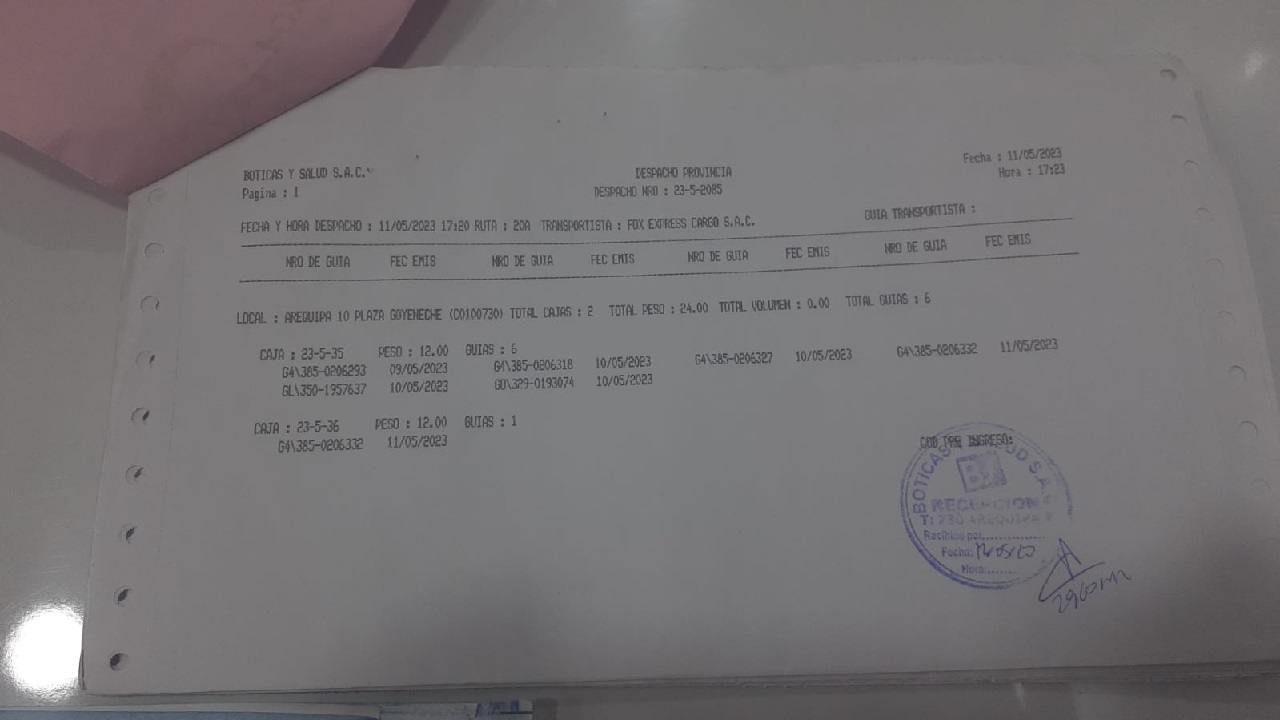 BOTICAS Y SALUD S.A.C.
DESPACHO PROVINCIA
Fecha : 11/05/2023
Pagina : 1
DESPACHO NRO : 23-5-2085
Hora : 17:23
FECHA Y HORA DESPACHO : 11/05/2023 17:20 RUTA : 20A TRANSPORTISTA : FOX EXPRESS CARGO S.A.C.
GUIA TRANSPORTISTA :
NRO DE GUIA FEC EMIS NRO DE GUIA FEC EMIS NRO DE GUIA FEC EMIS NRO DE GUIA FEC EMIS
LOCAL : AREQUIPA 10 PLAZA GOYENECHE (C0100730) TOTAL CAJAS : 2 TOTAL PESO : 24.00 TOTAL VOLUMEN : 0.00 TOTAL GUIAS : 6
CAJA : 23-5-35 PESO : 12.00 GUIAS : 6
G4\385-0206293 09/05/2023 G4\385-0206318 10/05/2023 G4\385-0206327 10/05/2023 G4\385-0206332 11/05/2023
GL\350-1957637 10/05/2023 GO\329-0193074 10/05/2023
CAJA : 23-5-36 PESO : 12.00 GUIAS : 1
G4\385-0206332 11/05/2023
COD PRE INGRESO:
BOTICAS SALUD S.A.
RECEPCION
T: 730 AREQUIPA
Recibido por
Fecha:
Hora: